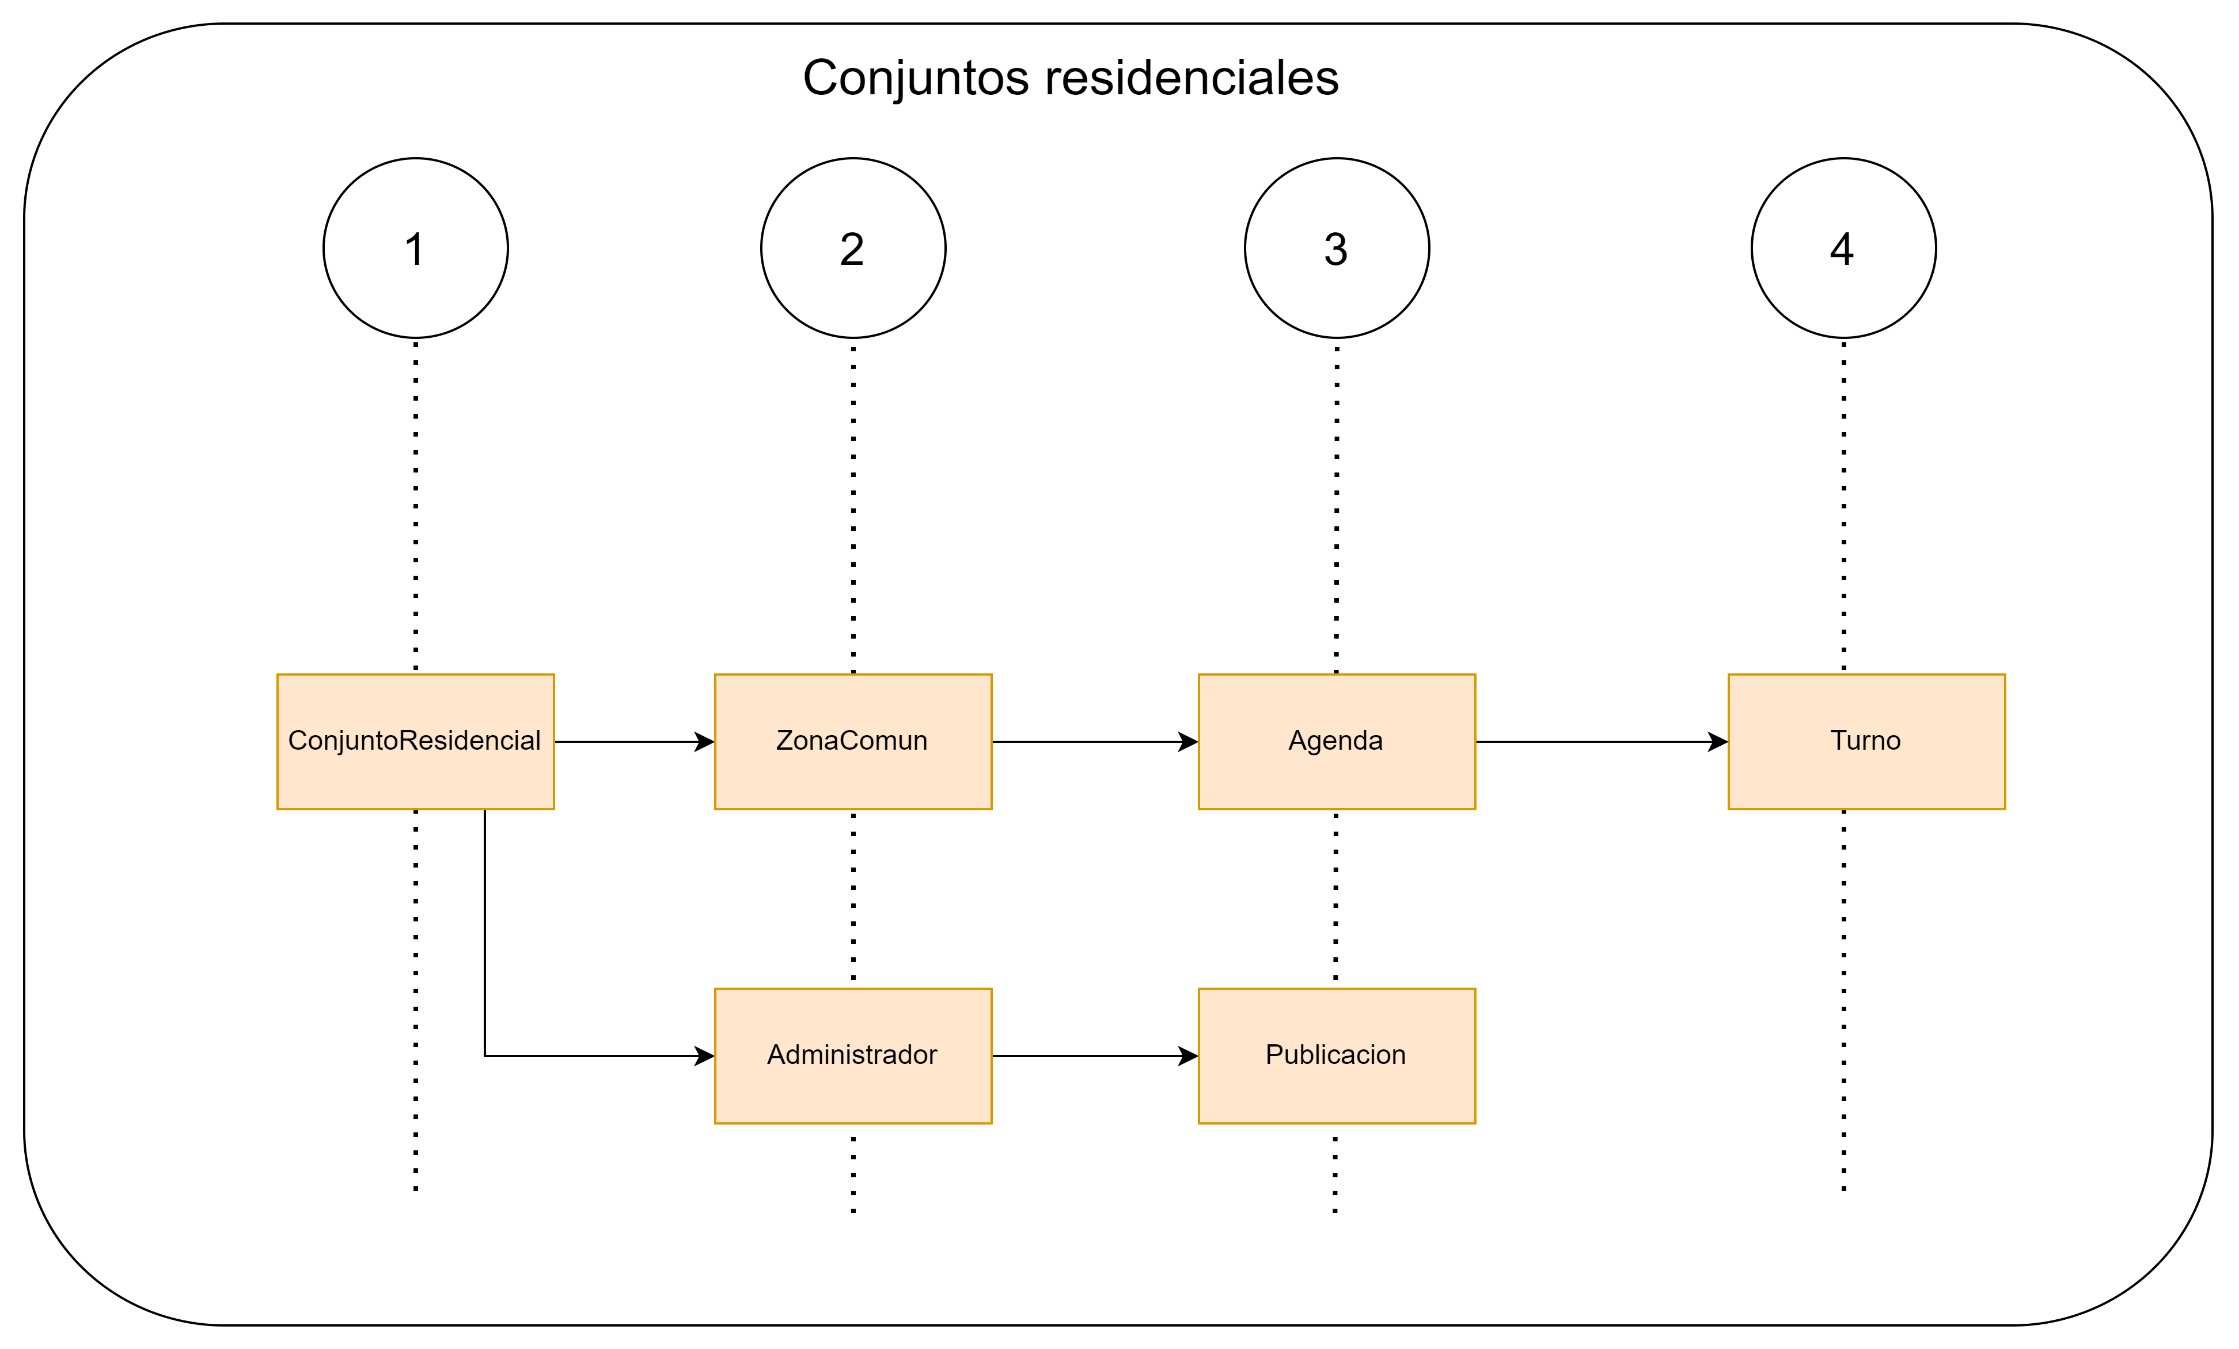 Conjuntos residenciales
1
2
3
4
ConjuntoResidencial
ZonaComun
Agenda
Turno
Administrador
Publicacion